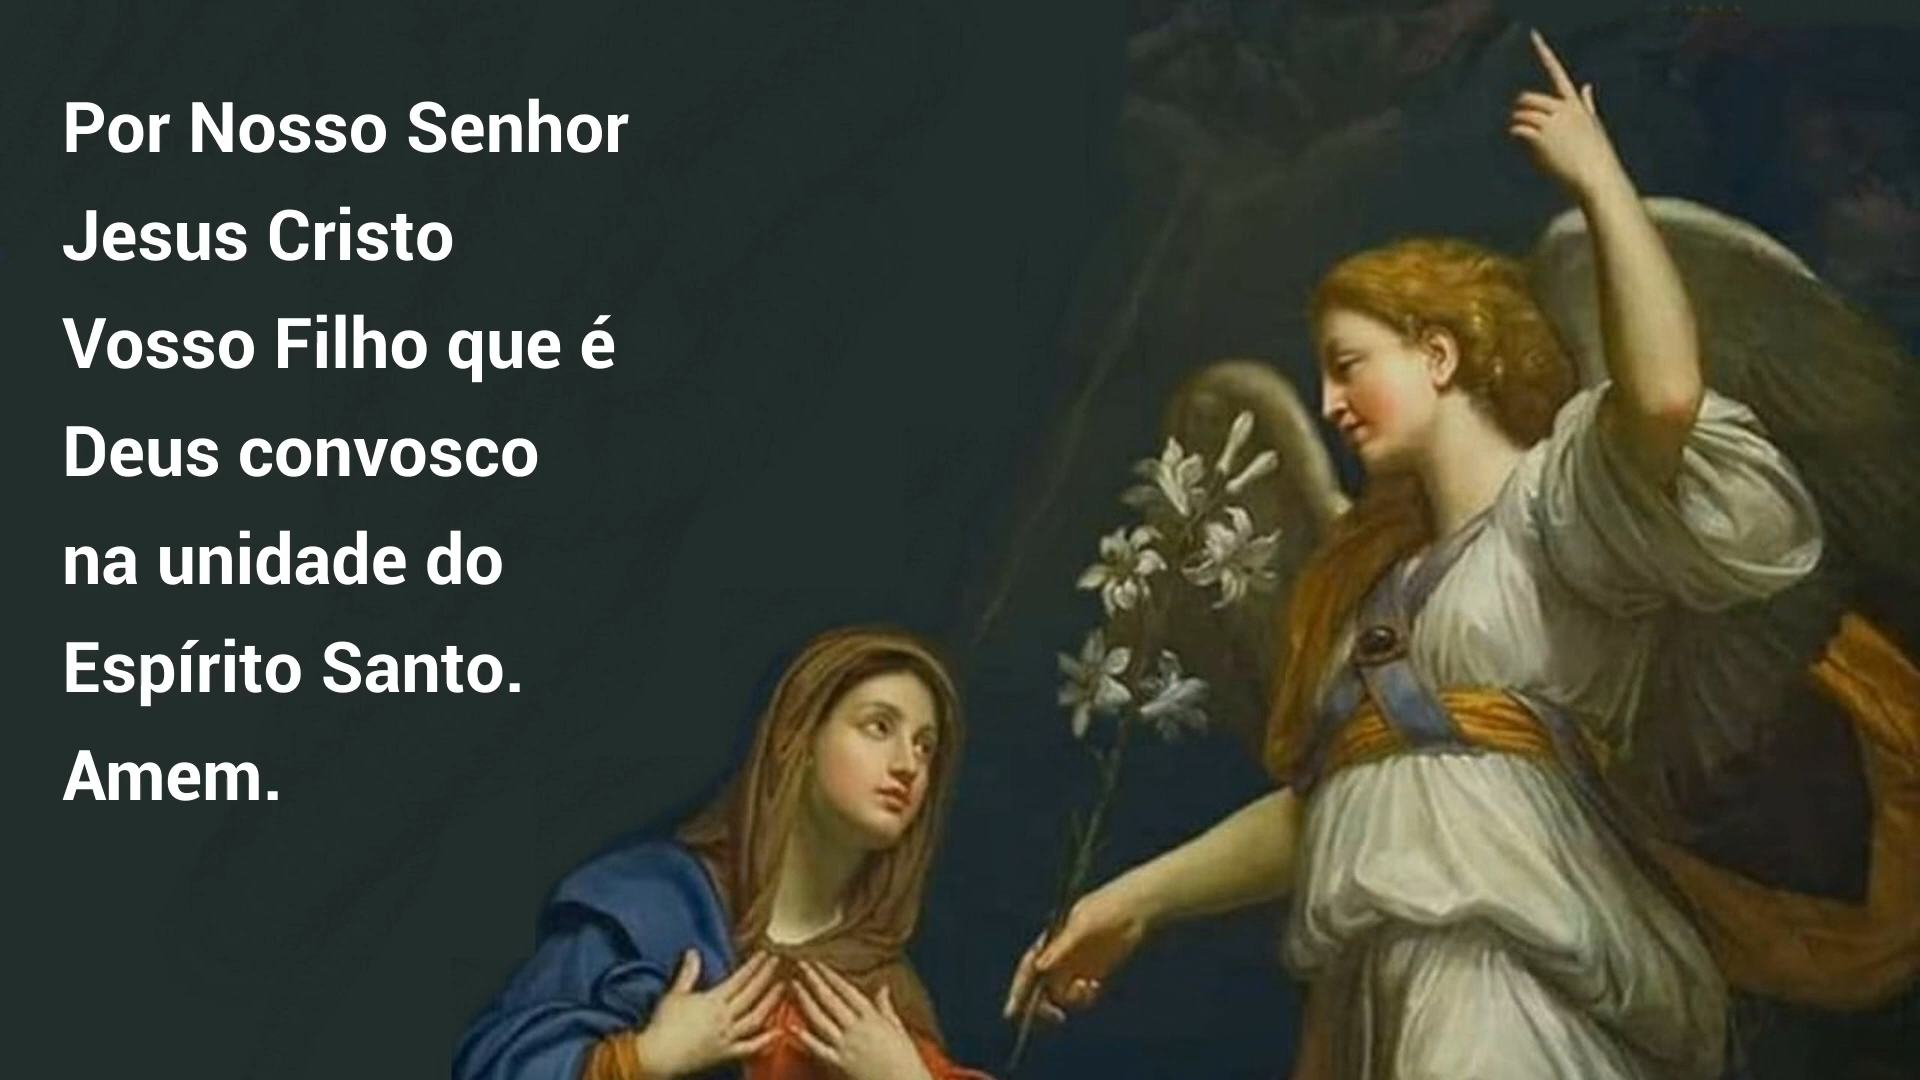 Por Nosso Senhor
Jesus Cristo
Vosso Filho que é
Deus convosco
na unidade do
Espírito Santo.
Amem.